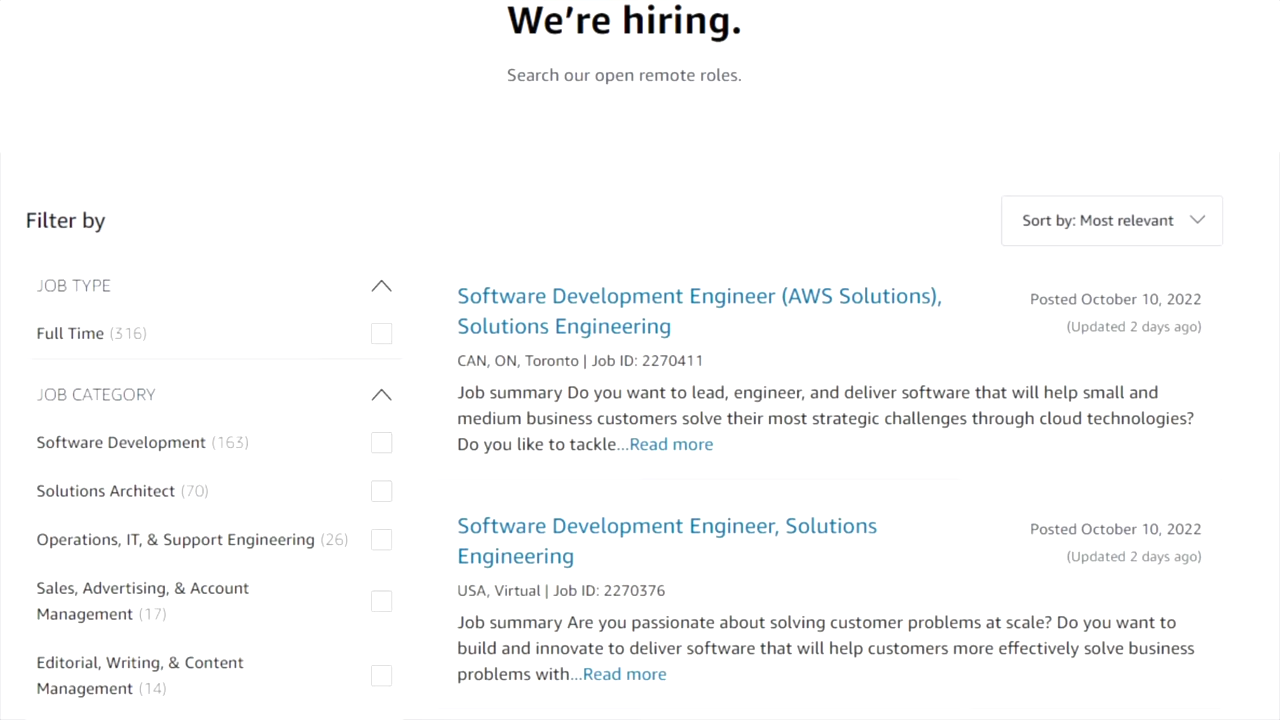 We're hiring.
Search our open remote roles.
Filter by
Sort by: Most relevant
JOB TYPE
Full Time (316)
JOB CATEGORY
Software Development (163)
Solutions Architect (70)
Operations, IT, & Support Engineering (26)
Sales, Advertising, & Account
Management (17)
Editorial, Writing, & Content
Management (14)
Software Development Engineer (AWS Solutions),
Solutions Engineering
Posted October 10, 2022
(Updated 2 days ago)
CAN, ON, Toronto | Job ID: 2270411
Job summary Do you want to lead, engineer, and deliver software that will help small and
medium business customers solve their most strategic challenges through cloud technologies?
Do you like to tackle...Read more
Software Development Engineer, Solutions
Engineering
Posted October 10, 2022
(Updated 2 days ago)
USA, Virtual | Job ID: 2270376
Job summary Are you passionate about solving customer problems at scale? Do you want to
build and innovate to deliver software that will help customers more effectively solve business
problems with...Read more